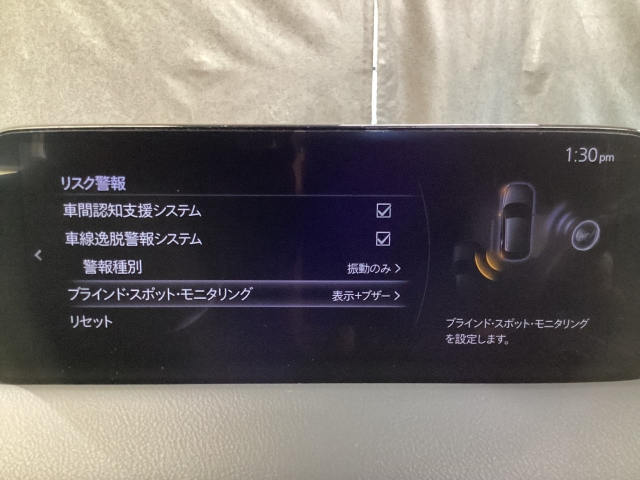 1:30pm
リスク警報
車間認知支援システム
車線逸脱警報システム
警報種別 振動のみ
ブラインド・スポット・モニタリング 表示+ブザー
リセット
ブラインド・スポット・モニタリング
を設定します。